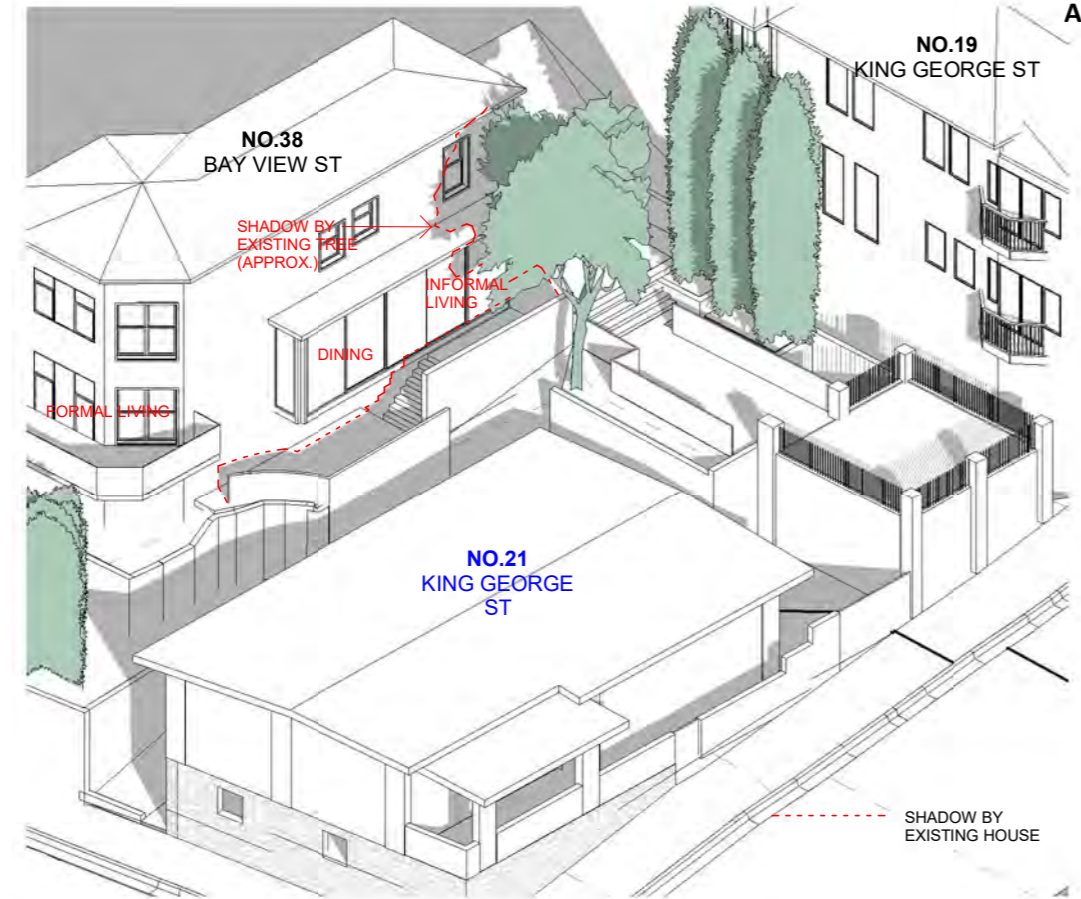 A
NO.19
KING GEORGE ST
NO.38
BAY VIEW ST
SHADOW BY
EXISTING TREE
(APPROX.)
INFORMAL
LIVING
DINING
FORMAL LIVING
NO.21
KING GEORGE
ST
SHADOW BY
EXISTING HOUSE